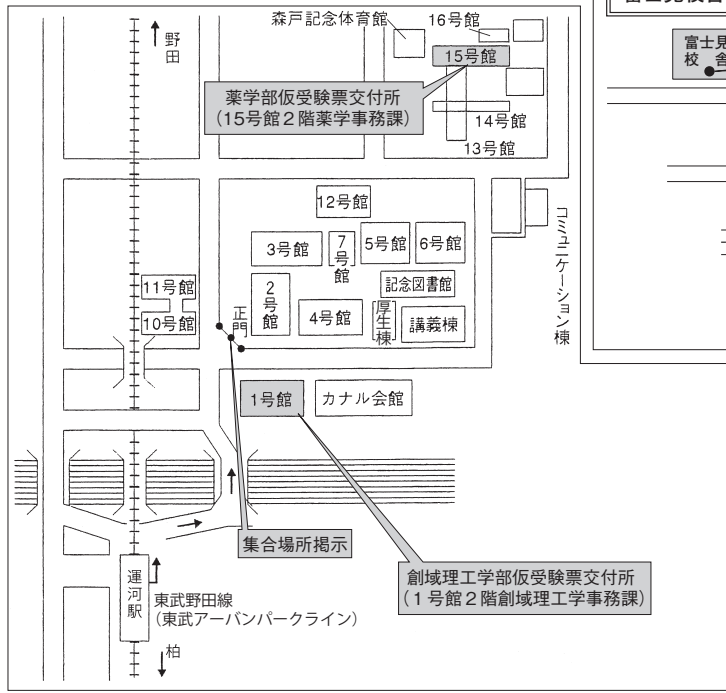 富士見
校 舎
森戸記念体育館
16号館
野田
15号館
薬学部仮受験票交付所
(15号館2階薬学事務課)
14号館
13号館
12号館
コミュニケーション棟
3号館
7号館
5号館
6号館
11号館
10号館
2号館
記念図書館
正門
4号館
厚生棟
講義棟
1号館
カナル会館
集合場所掲示
運河駅
東武野田線
(東武アーバンパークライン)
創域理工学部仮受験票交付所
(1号館2階創域理工学事務課)
柏